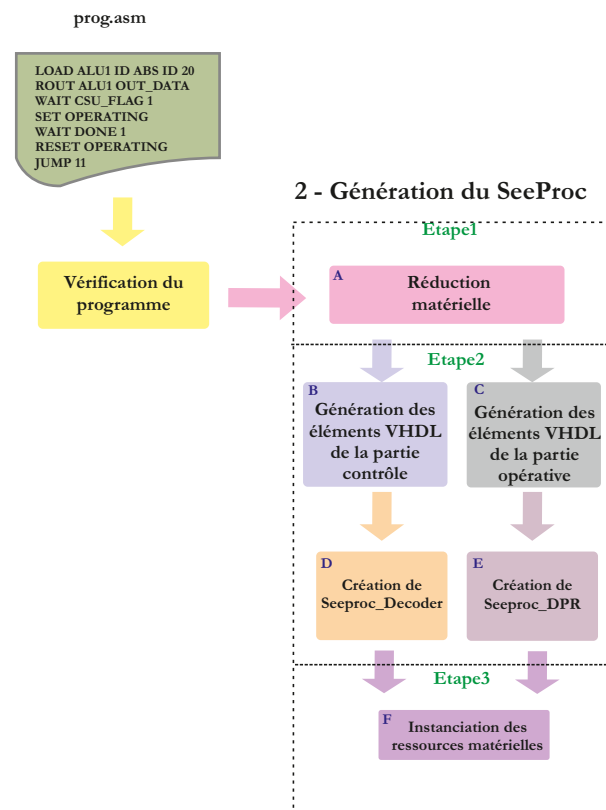 prog.asm
LOAD ALU1 ID ABS ID 20
ROUT ALU1 OUT_DATA
WAIT CSU_FLAG 1
SET OPERATING
WAIT DONE 1
RESET OPERATING
JUMP 11
2 - Génération du SeeProc
Etape1
Vérification du
programme
A
Réduction
matérielle
Etape2
B
Génération des
éléments VHDL
de la partie
contrôle
C
Génération des
éléments VHDL
de la partie
opérative
D
Création de
Seeproc_Decoder
E
Création de
Seeproc_DPR
Etape3
F
Instanciation des
ressources matérielles